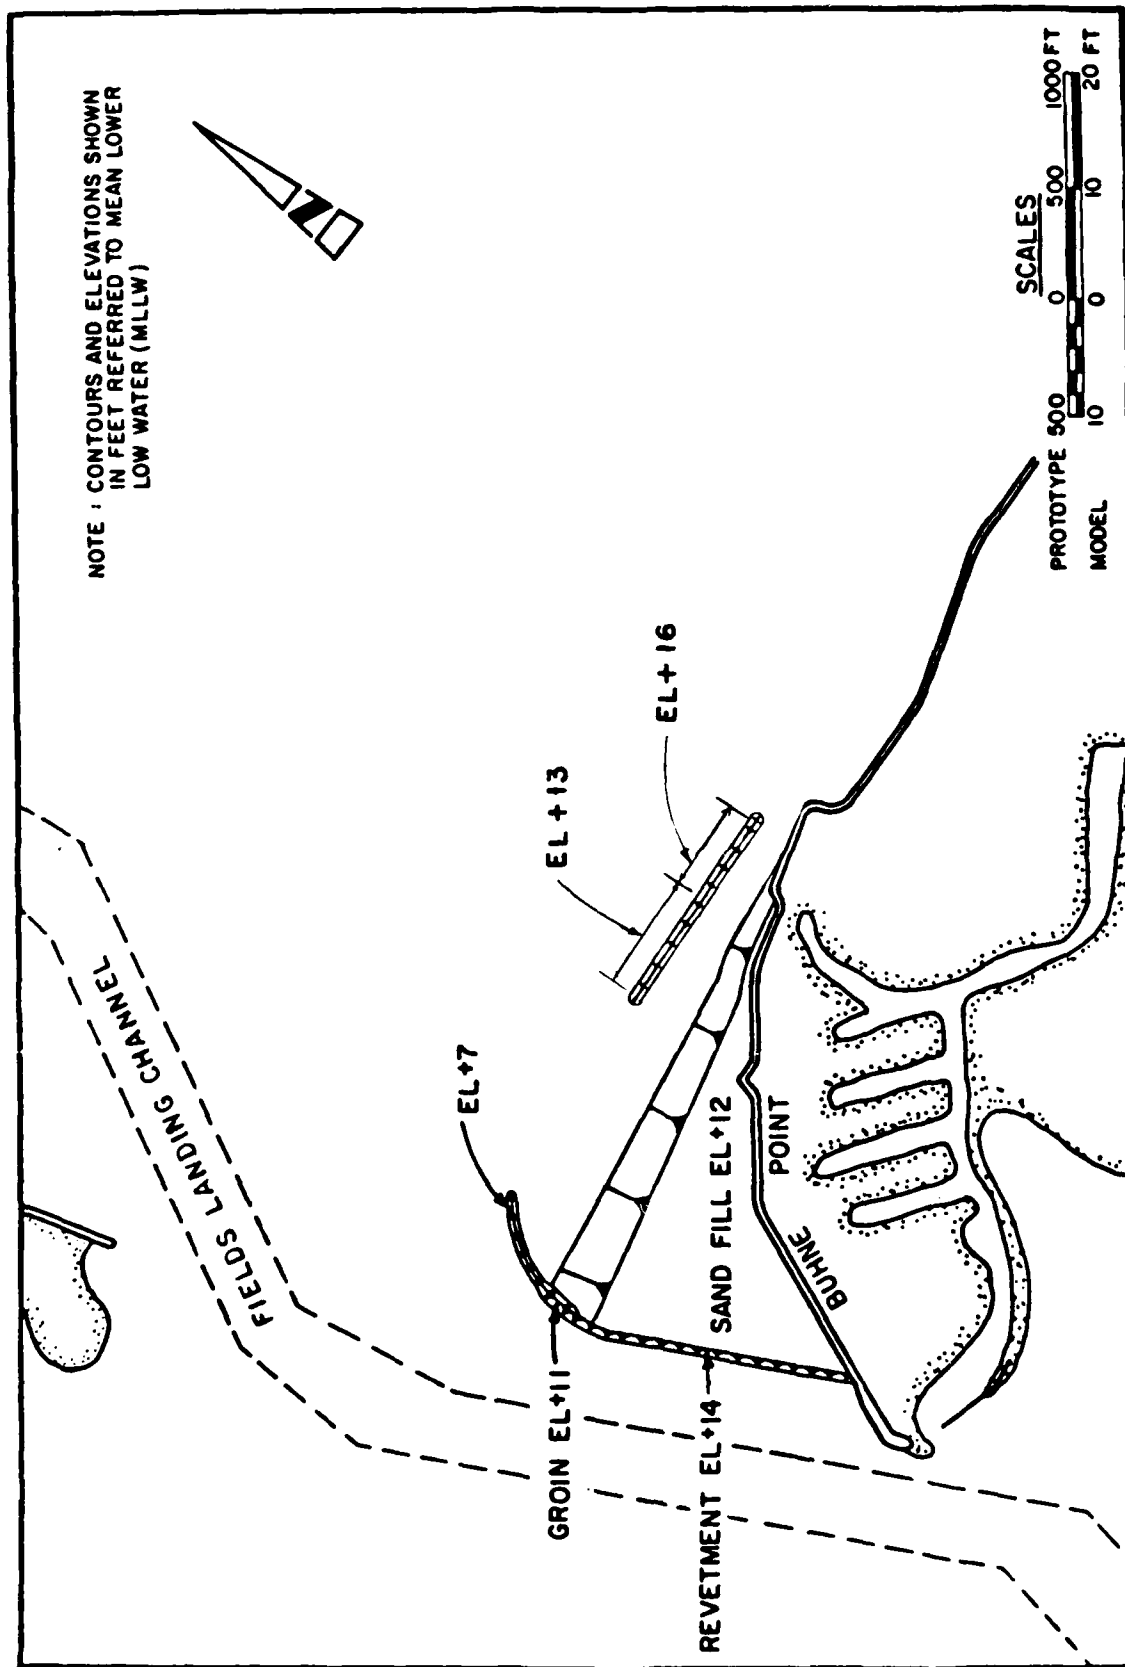 NOTE : CONTOURS AND ELEVATIONS SHOWN
IN FEET REFERRED TO MEAN LOWER
LOW WATER (MLLW)
N
FIELDS LANDING CHANNEL
EL+7
EL+13
EL+16
GROIN EL+11
REVETMENT EL+14
SAND FILL EL+12
BUHNE
POINT
SCALES
PROTOTYPE 500 0 500 1000 FT
MODEL 10 0 10 20 FT